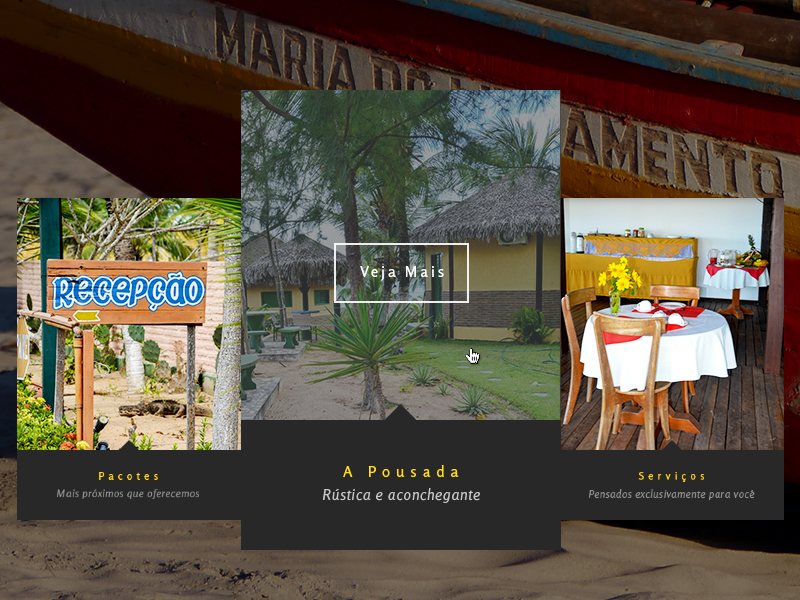 MARIA DO
AMENTO
RECEPÇÃO
Veja Mais
Pacotes
Mais próximos que oferecemos
A Pousada
Rústica e aconchegante
Serviços
Pensados exclusivamente para você